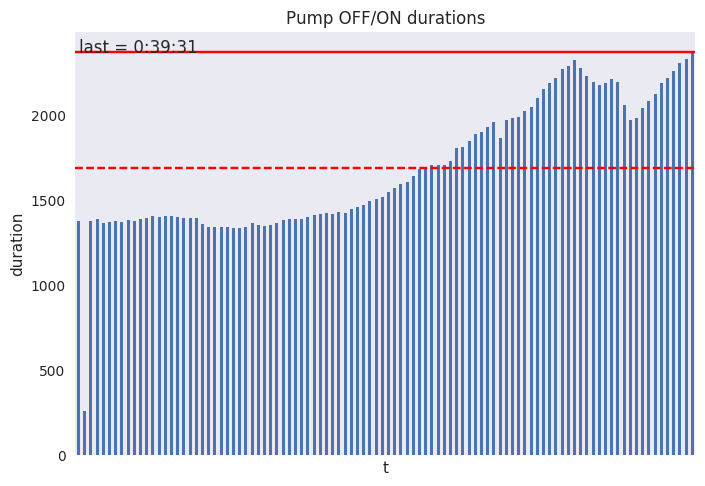 Pump OFF/ON durations
last = 0:39:31
2000
1500
1000
500
0
duration
t